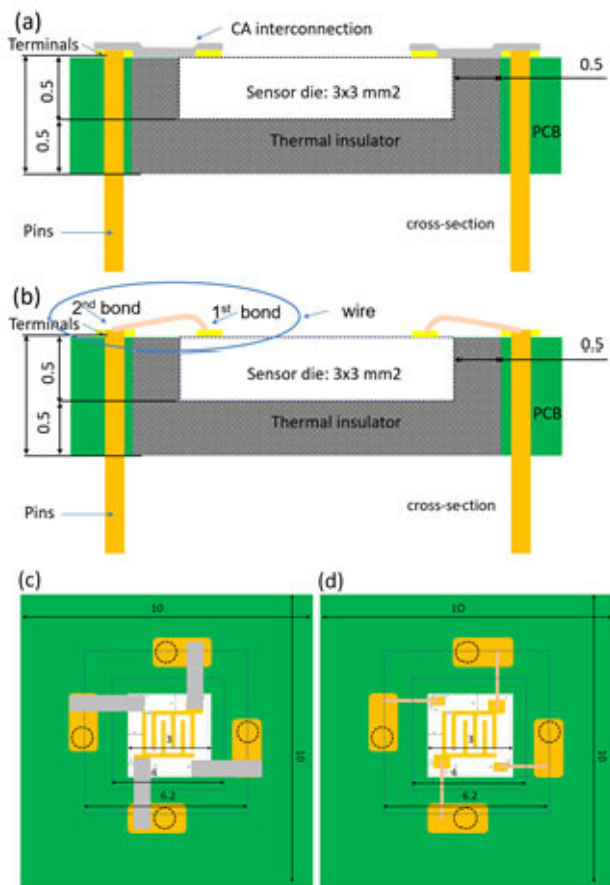 (a)
CA interconnection
Terminals
0.5
0.5
0.5
Sensor die: 3x3 mm2
Thermal insulator
PCB
Pins
cross-section
(b)
2nd bond
1st bond
wire
Terminals
0.5
0.5
0.5
Sensor die: 3x3 mm2
Thermal insulator
PCB
Pins
cross-section
(c)
10
10
3
4
6.2
(d)
10
10
3
4
6.2